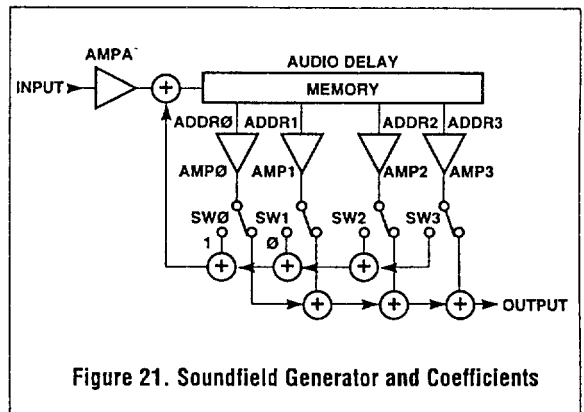 AMPA
AUDIO DELAY
INPUT
MEMORY
ADDRØ ADDR1 ADDR2 ADDR3
AMPØ AMP1 AMP2 AMP3
SWØ SW1 SW2 SW3
1 Ø
OUTPUT
Figure 21. Soundfield Generator and Coefficients